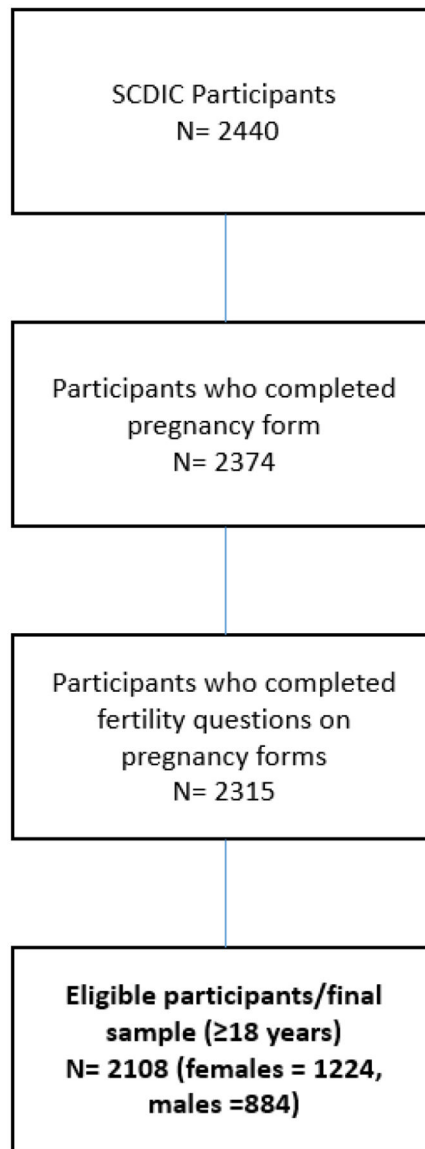 SCDIC Participants
N= 2440
Participants who completed
pregnancy form
N= 2374
Participants who completed
fertility questions on
pregnancy forms
N= 2315
Eligible participants/final
sample (≥18 years)
N= 2108 (females = 1224,
males =884)